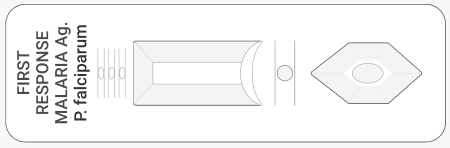 FIRST
RESPONSE
MALARIA Ag.
P. falciparum